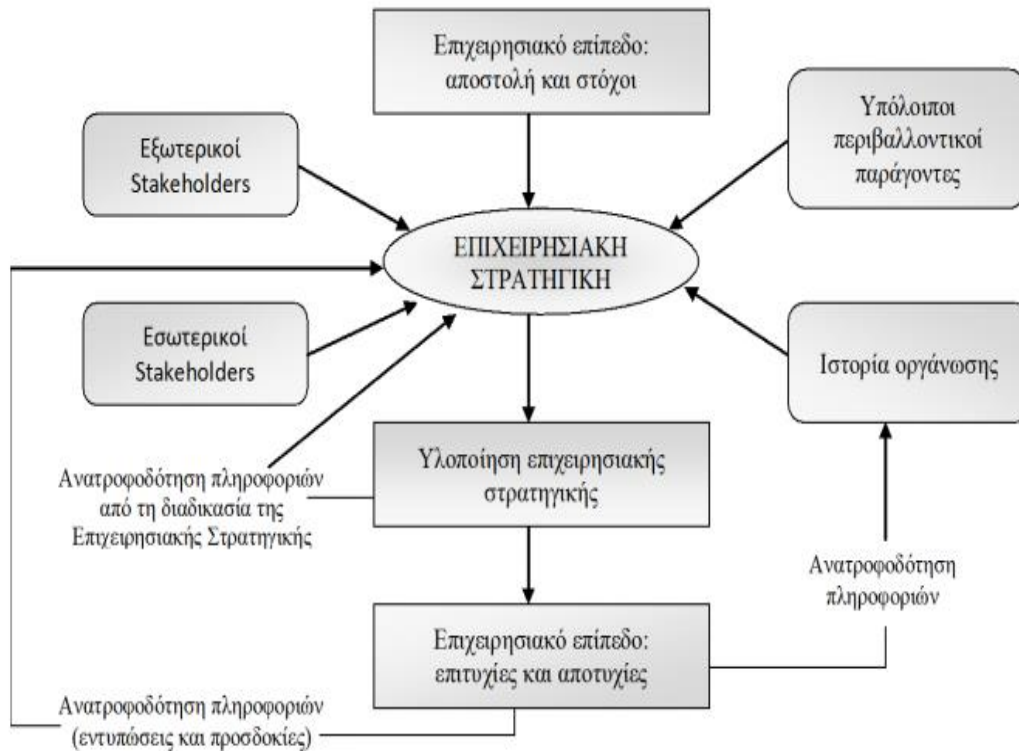 Επιχειρησιακό επίπεδο:
αποστολή και στόχοι
Εξωτερικοί
Stakeholders
Υπόλοιποι
περιβαλλοντικοί
παράγοντες
ΕΠΙΧΕΙΡΗΣΙΑΚΗ
ΣΤΡΑΤΗΓΙΚΗ
Εσωτερικοί
Stakeholders
Ιστορία οργάνωσης
Υλοποίηση επιχειρησιακής
στρατηγικής
Ανατροφοδότηση πληροφοριών
από τη διαδικασία της
Επιχειρησιακής Στρατηγικής
Ανατροφοδότηση
πληροφοριών
Επιχειρησιακό επίπεδο:
επιτυχίες και αποτυχίες
Ανατροφοδότηση πληροφοριών
(εντυπώσεις και προσδοκίες)